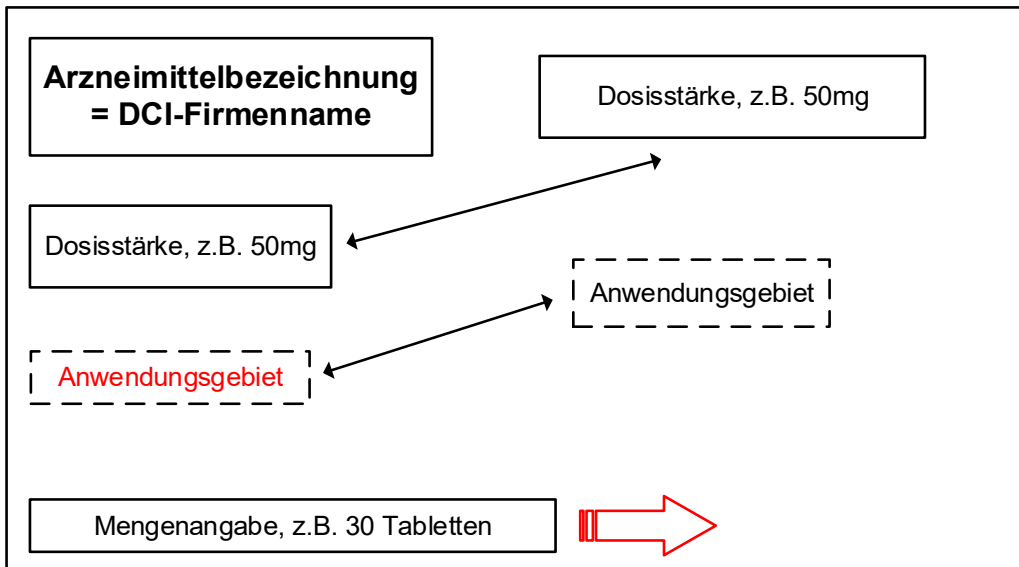 Arzneimittelbezeichnung
= DCI-Firmenname
Dosisstärke, z.B. 50mg
Dosisstärke, z.B. 50mg
Anwendungsgebiet
Anwendungsgebiet
Mengenangabe, z.B. 30 Tabletten